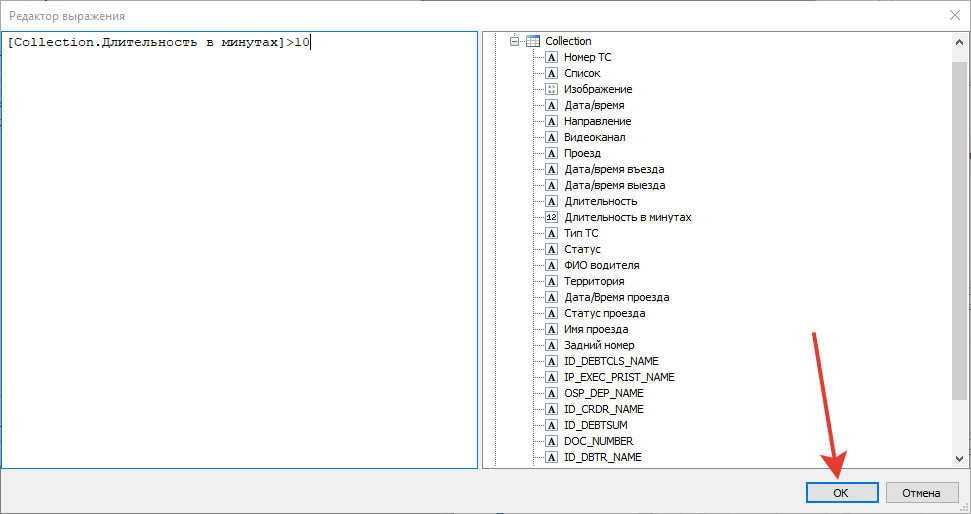 Редактор выражения
[Collection.Длительность в минутах]>10
Collection
Номер ТС
Список
Изображение
Дата/время
Направление
Видеоканал
Проезд
Дата/время въезда
Дата/время выезда
Длительность
12 Длительность в минутах
Тип ТС
Статус
ФИО водителя
Территория
Дата/Время проезда
Статус проезда
Имя проезда
Задний номер
ID_DEBTCLS_NAME
IP_EXEC_PRIST_NAME
OSP_DEP_NAME
ID_CRDR_NAME
ID_DEBTSUM
DOC_NUMBER
ID_DBTR_NAME
OK
Отмена